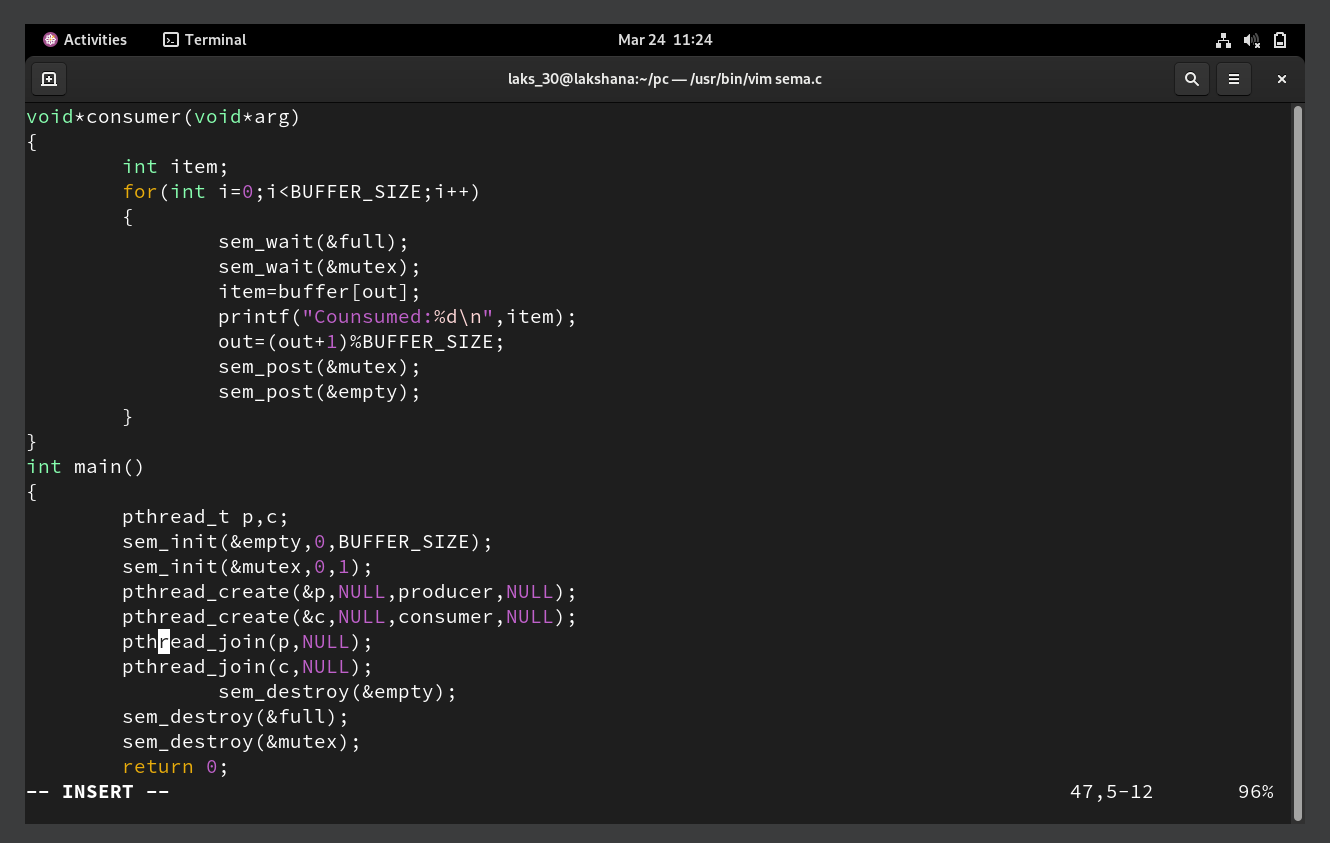 Activities Terminal Mar 24 11:24
laks_30@lakshana:~/pc — /usr/bin/vim sema.c
void*consumer(void*arg)
{
        int item;
        for(int i=0;i<BUFFER_SIZE;i++)
        {
                sem_wait(&full);
                sem_wait(&mutex);
                item=buffer[out];
                printf("Counsumed:%d\n",item);
                out=(out+1)%BUFFER_SIZE;
                sem_post(&mutex);
                sem_post(&empty);
        }
}
int main()
{
        pthread_t p,c;
        sem_init(&empty,0,BUFFER_SIZE);
        sem_init(&mutex,0,1);
        pthread_create(&p,NULL,producer,NULL);
        pthread_create(&c,NULL,consumer,NULL);
        pthread_join(p,NULL);
        pthread_join(c,NULL);
                sem_destroy(&empty);
        sem_destroy(&full);
        sem_destroy(&mutex);
        return 0;
-- INSERT -- 47,5-12 96%